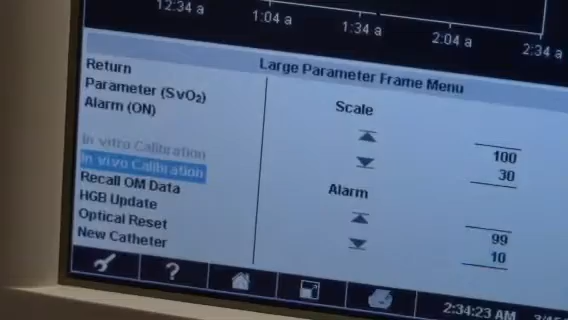 12:34 a
1:04 a
1:34 a
2:04 a
2:34 a
Large Parameter Frame Menu
Return
Parameter (SvO₂)
Alarm (ON)
In vitro Calibration
In vivo Calibration
Recall OM Data
HGB Update
Optical Reset
New Catheter
Scale
100
30
Alarm
99
10
?
2:34:23 AM